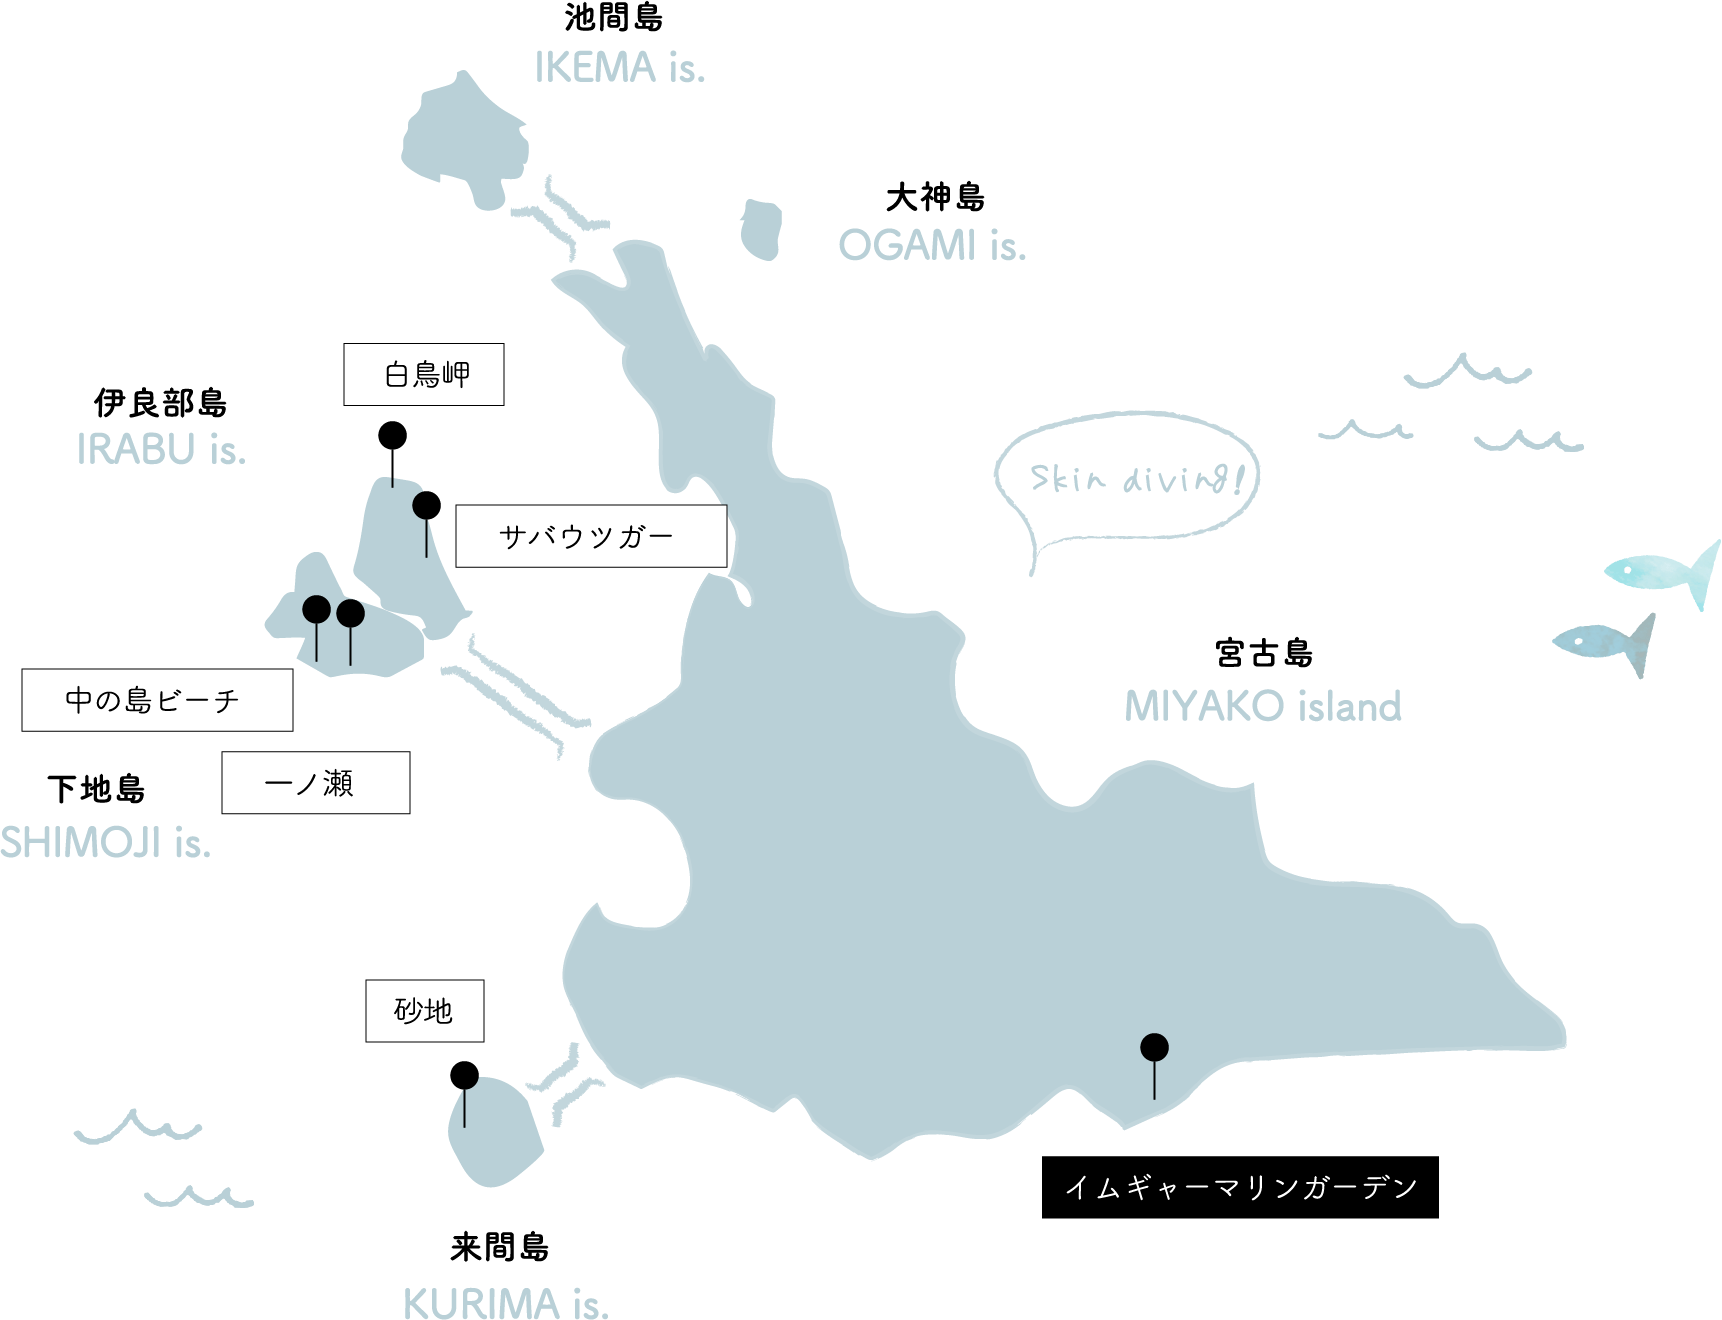 池間島
IKEMA is.
大神島
OGAMI is.
白鳥岬
伊良部島
IRABU is.
サバウツガー
Skin diving!
宮古島
MIYAKO island
中の島ビーチ
一ノ瀬
下地島
SHIMOJI is.
砂地
イムギャーマリンガーデン
来間島
KURIMA is.